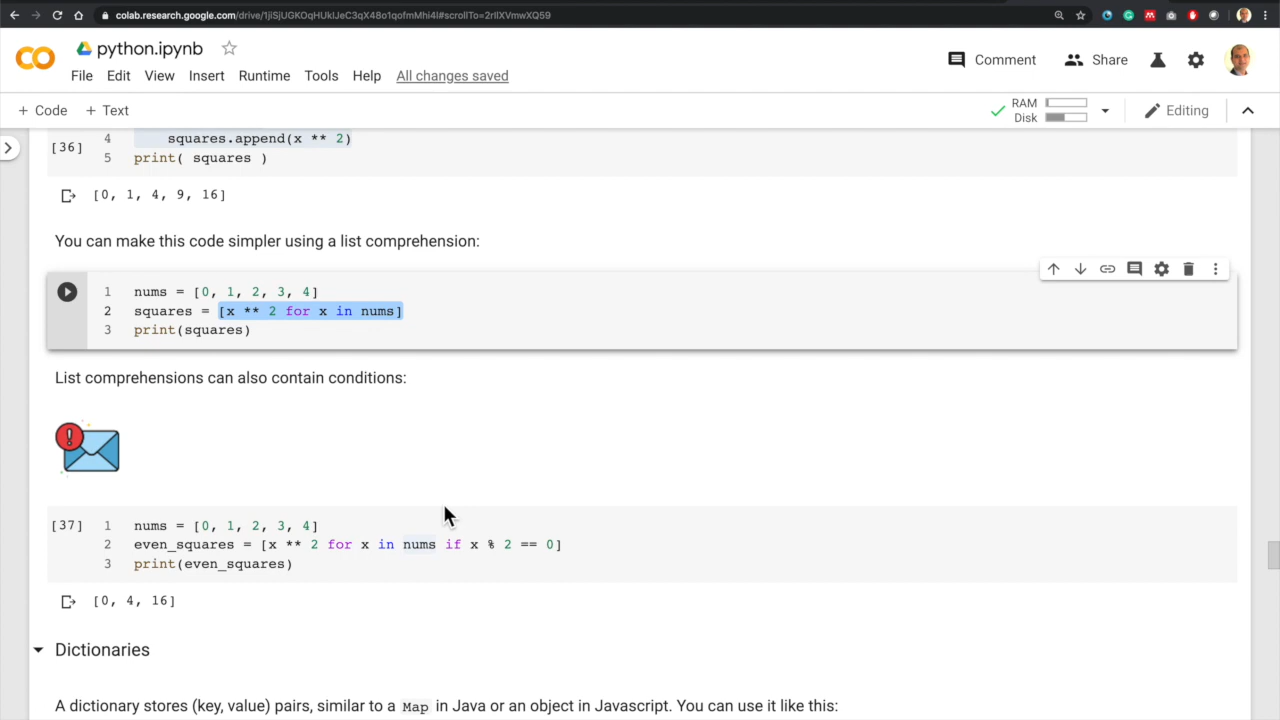 colab.research.google.com/drive/1jiSjUGKOqHUkIJeC3qX48o1qofmMhi4l#scrollTo=2rIIXVmwXQ59
CO
python.ipynb
File Edit View Insert Runtime Tools Help All changes saved
Comment Share
+ Code + Text
RAM
Disk
Editing
[36]
4 squares.append(x ** 2)
5 print( squares )
[0, 1, 4, 9, 16]
You can make this code simpler using a list comprehension:
1 nums = [0, 1, 2, 3, 4]
2 squares = [x ** 2 for x in nums]
3 print(squares)
List comprehensions can also contain conditions:
!
[37] 1 nums = [0, 1, 2, 3, 4]
2 even_squares = [x ** 2 for x in nums if x % 2 == 0]
3 print(even_squares)
[0, 4, 16]
Dictionaries
A dictionary stores (key, value) pairs, similar to a Map in Java or an object in Javascript. You can use it like this: